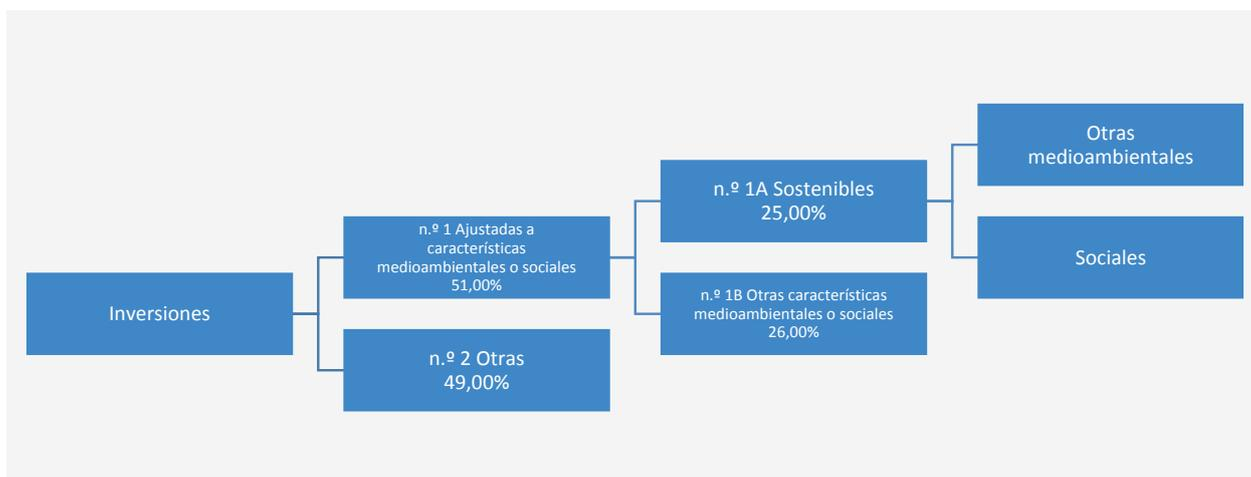 Inversiones
n.º 1 Ajustadas a
características
medioambientales o sociales
51,00%
n.º 2 Otras
49,00%
n.º 1A Sostenibles
25,00%
n.º 1B Otras características
medioambientales o sociales
26,00%
Otras
medioambientales
Sociales